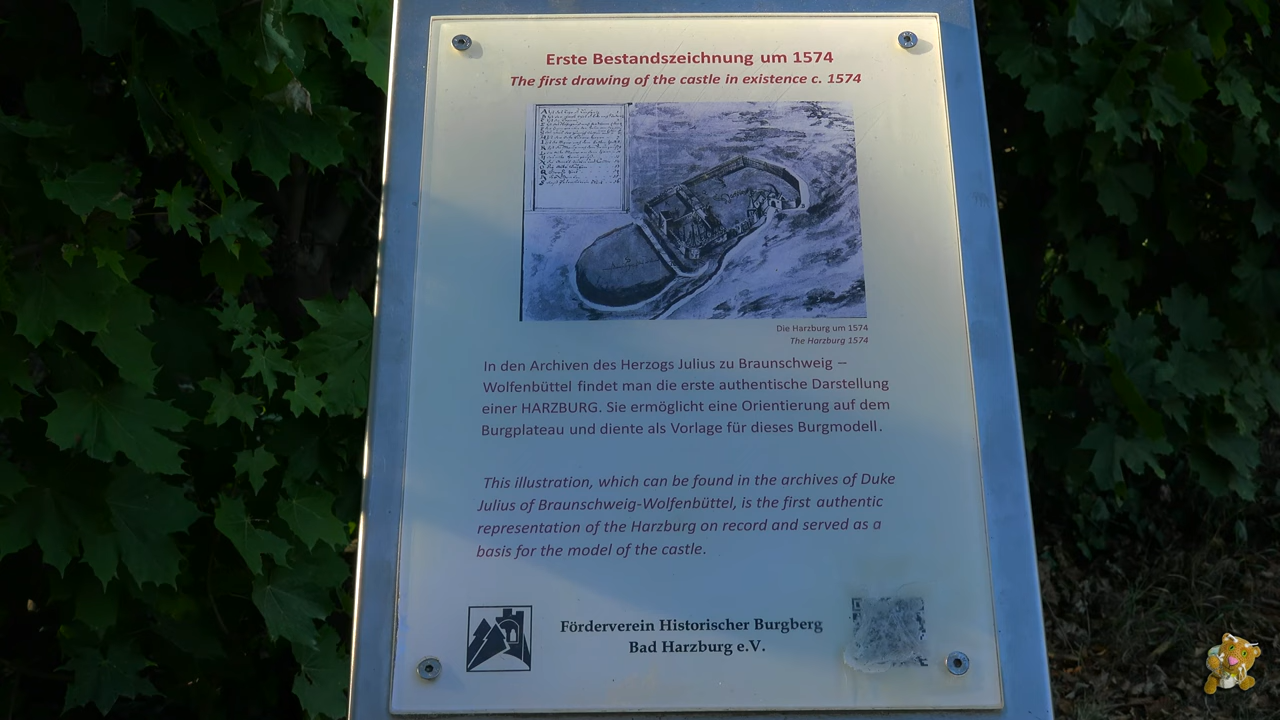 Erste Bestandszeichnung um 1574
The first drawing of the castle in existence c. 1574
Die Harzburg um 1574
The Harzburg 1574
In den Archiven des Herzogs Julius zu Braunschweig –
Wolfenbüttel findet man die erste authentische Darstellung
einer HARZBURG. Sie ermöglicht eine Orientierung auf dem
Burgplateau und diente als Vorlage für dieses Burgmodell.
This illustration, which can be found in the archives of Duke
Julius of Braunschweig-Wolfenbüttel, is the first authentic
representation of the Harzburg on record and served as a
basis for the model of the castle.
Förderverein Historischer Burgberg
Bad Harzburg e.V.